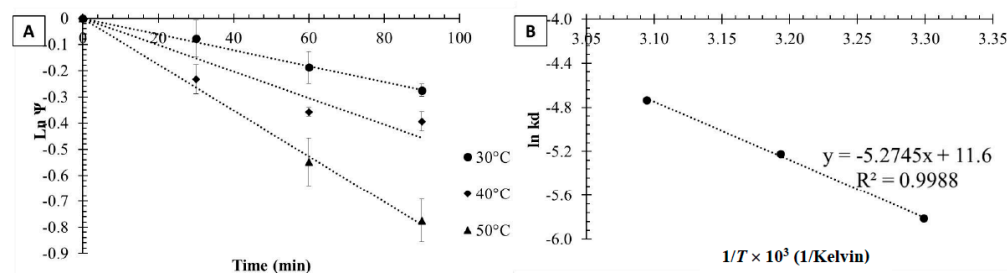 A
0
-0.1
-0.2
-0.3
-0.4
-0.5
-0.6
-0.7
-0.8
-0.9
0 20 40 60 80 100
Ln Ψ
Time (min)
30°C
40°C
50°C
B
-4.0
-4.4
-4.8
-5.2
-5.6
-6.0
3.05 3.10 3.15 3.20 3.25 3.30 3.35
ln kd
y = -5.2745x + 11.6
R² = 0.9988
1/T × 10³ (1/Kelvin)